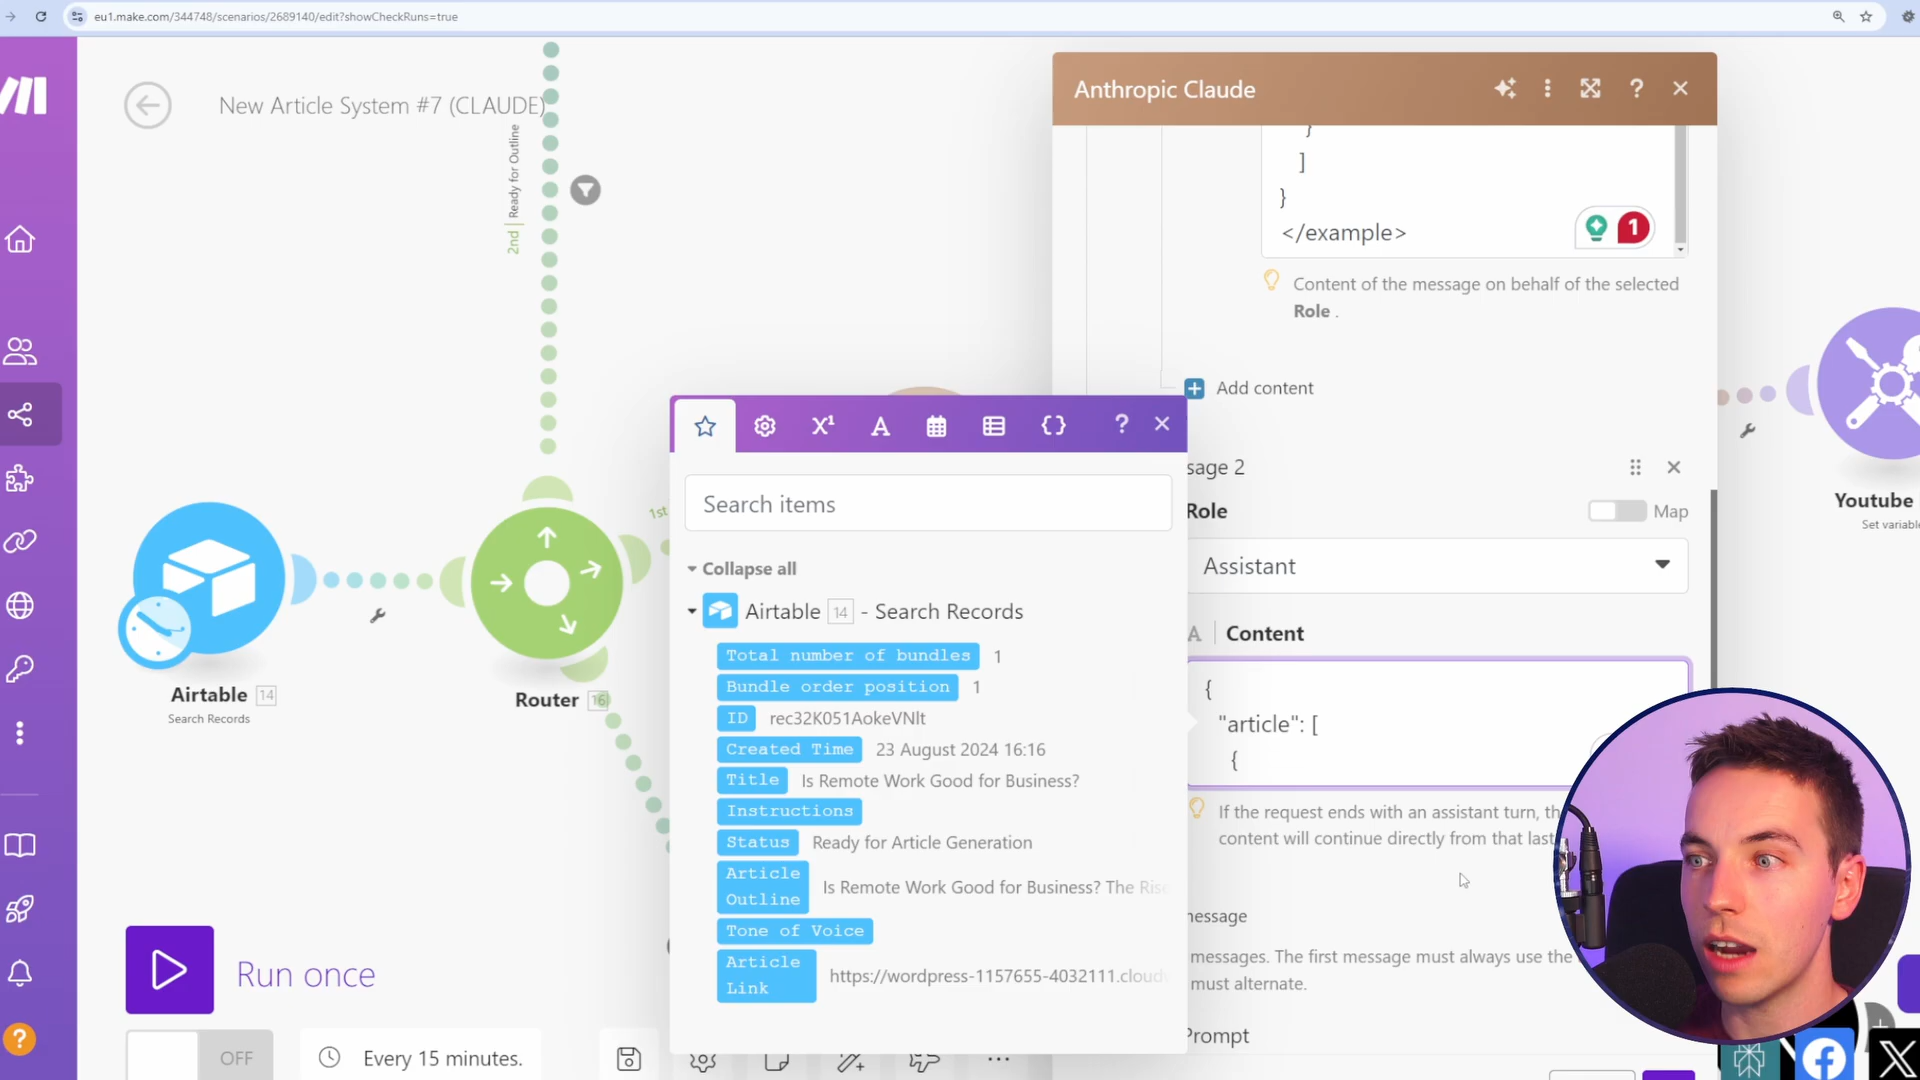 eu1.make.com/344748/scenarios/2689140/edit?showCheckRuns=true
New Article System #7 (CLAUDE)
2nd | Ready for Outline
Anthropic Claude
}
]
}
</example>
1
Content of the message on behalf of the selected
Role .
Add content
sage 2
Role
Map
Assistant
A
Content
{
"article": [
{
If the request ends with an assistant turn, th
content will continue directly from that last
message
messages. The first message must always use the
must alternate.
Prompt
Search items
Collapse all
Airtable 14 - Search Records
Total number of bundles 1
Bundle order position 1
ID rec32K051AokeVNlt
Created Time 23 August 2024 16:16
Title Is Remote Work Good for Business?
Instructions
Status Ready for Article Generation
Article
Outline
Is Remote Work Good for Business? The Rise
Tone of Voice
Article
Link
https://wordpress-1157655-4032111.cloudw
1st
Airtable 14
Search Records
Router 16
Youtube
Set variable
Run once
OFF
Every 15 minutes.